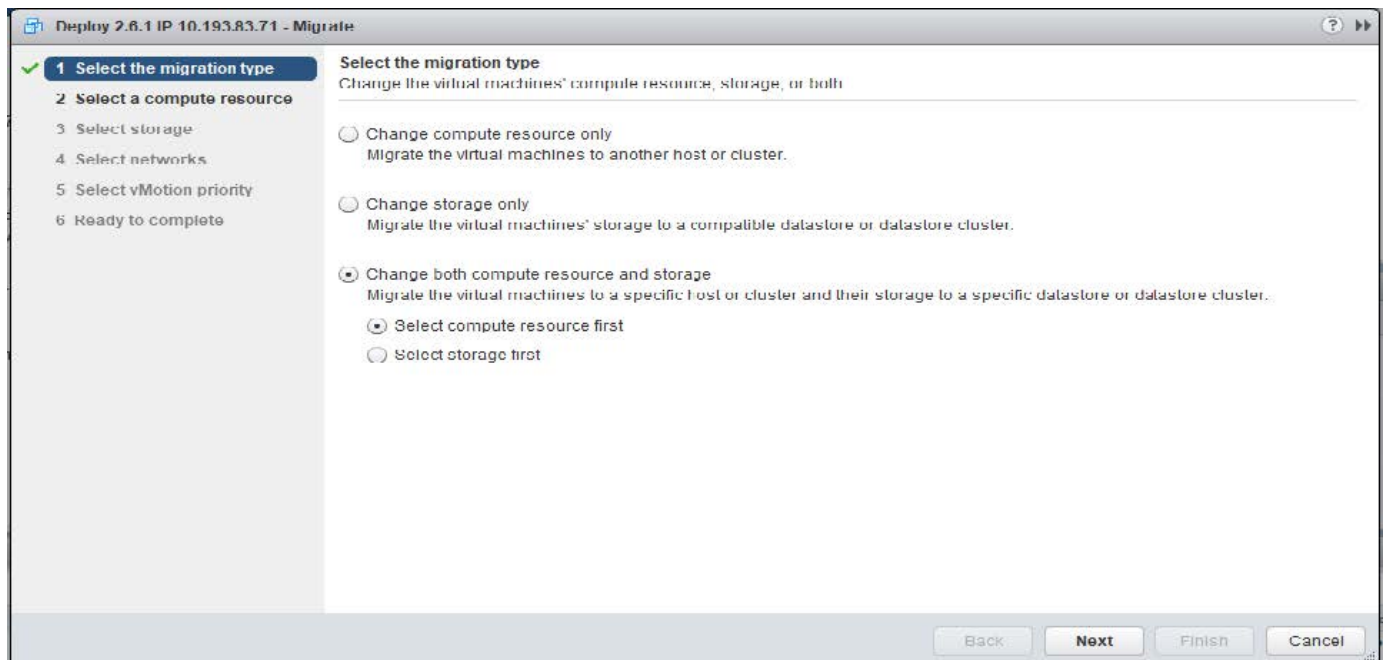 Deploy 2.6.1 IP 10.193.83.71 - Migrate
1 Select the migration type
2 Select a compute resource
3 Select storage
4 Select networks
5 Select vMotion priority
6 Ready to complete
Select the migration type
Change the virtual machines' compute resource, storage, or both
Change compute resource only
Migrate the virtual machines to another host or cluster.
Change storage only
Migrate the virtual machines' storage to a compatible datastore or datastore cluster.
Change both compute resource and storage
Migrate the virtual machines to a specific host or cluster and their storage to a specific datastore or datastore cluster.
Select compute resource first
Select storage first
Back Next Finish Cancel